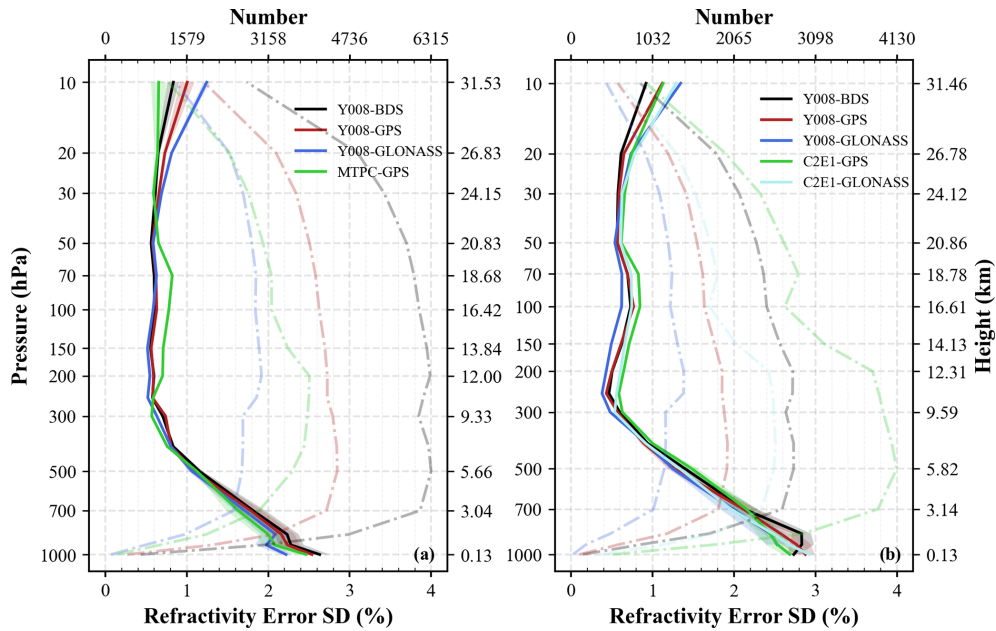 Number
Number
0 1579 3158 4736 6315
0 1032 2065 3098 4130
Pressure (hPa)
10
20
30
50
70
100
150
200
300
500
700
1000
Y008-BDS
Y008-GPS
Y008-GLONASS
MTPC-GPS
(a)
31.53
26.83
24.15
20.83
18.68
16.42
13.84
12.00
9.33
5.66
3.04
0.13
0 1 2 3 4
Refractivity Error SD (%)
10
20
30
50
70
100
150
200
300
500
700
1000
Y008-BDS
Y008-GPS
Y008-GLONASS
C2E1-GPS
C2E1-GLONASS
(b)
31.46
26.78
24.12
20.86
18.78
16.61
14.13
12.31
9.59
5.82
3.14
0.13
Height (km)
0 1 2 3 4
Refractivity Error SD (%)